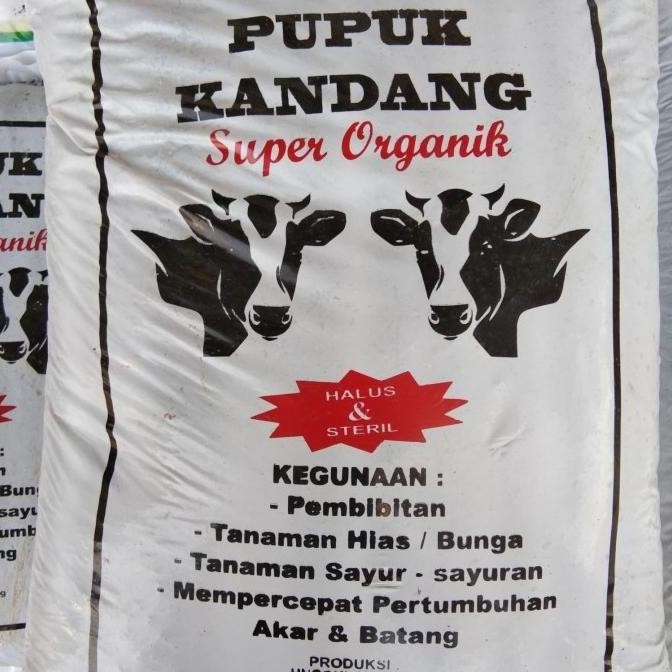 PUPUK
KANDANG
Super Organik
HALUS
&
STERIL
KEGUNAAN :
- Pembibitan
- Tanaman Hias / Bunga
- Tanaman Sayur - sayuran
- Mempercepat Pertumbuhan
Akar & Batang
PRODUKSI